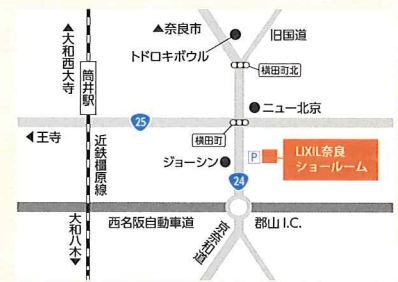 ▲奈良市
旧国道
トドロキボウル
▲大和西大寺
筒井駅
横田町北
ニュー北京
25
横田町
◀王寺
近鉄橿原線
ジョーシン
P
LIXIL奈良
ショールーム
24
大和八木▼
西名阪自動車道
郡山 I.C.
京奈和道